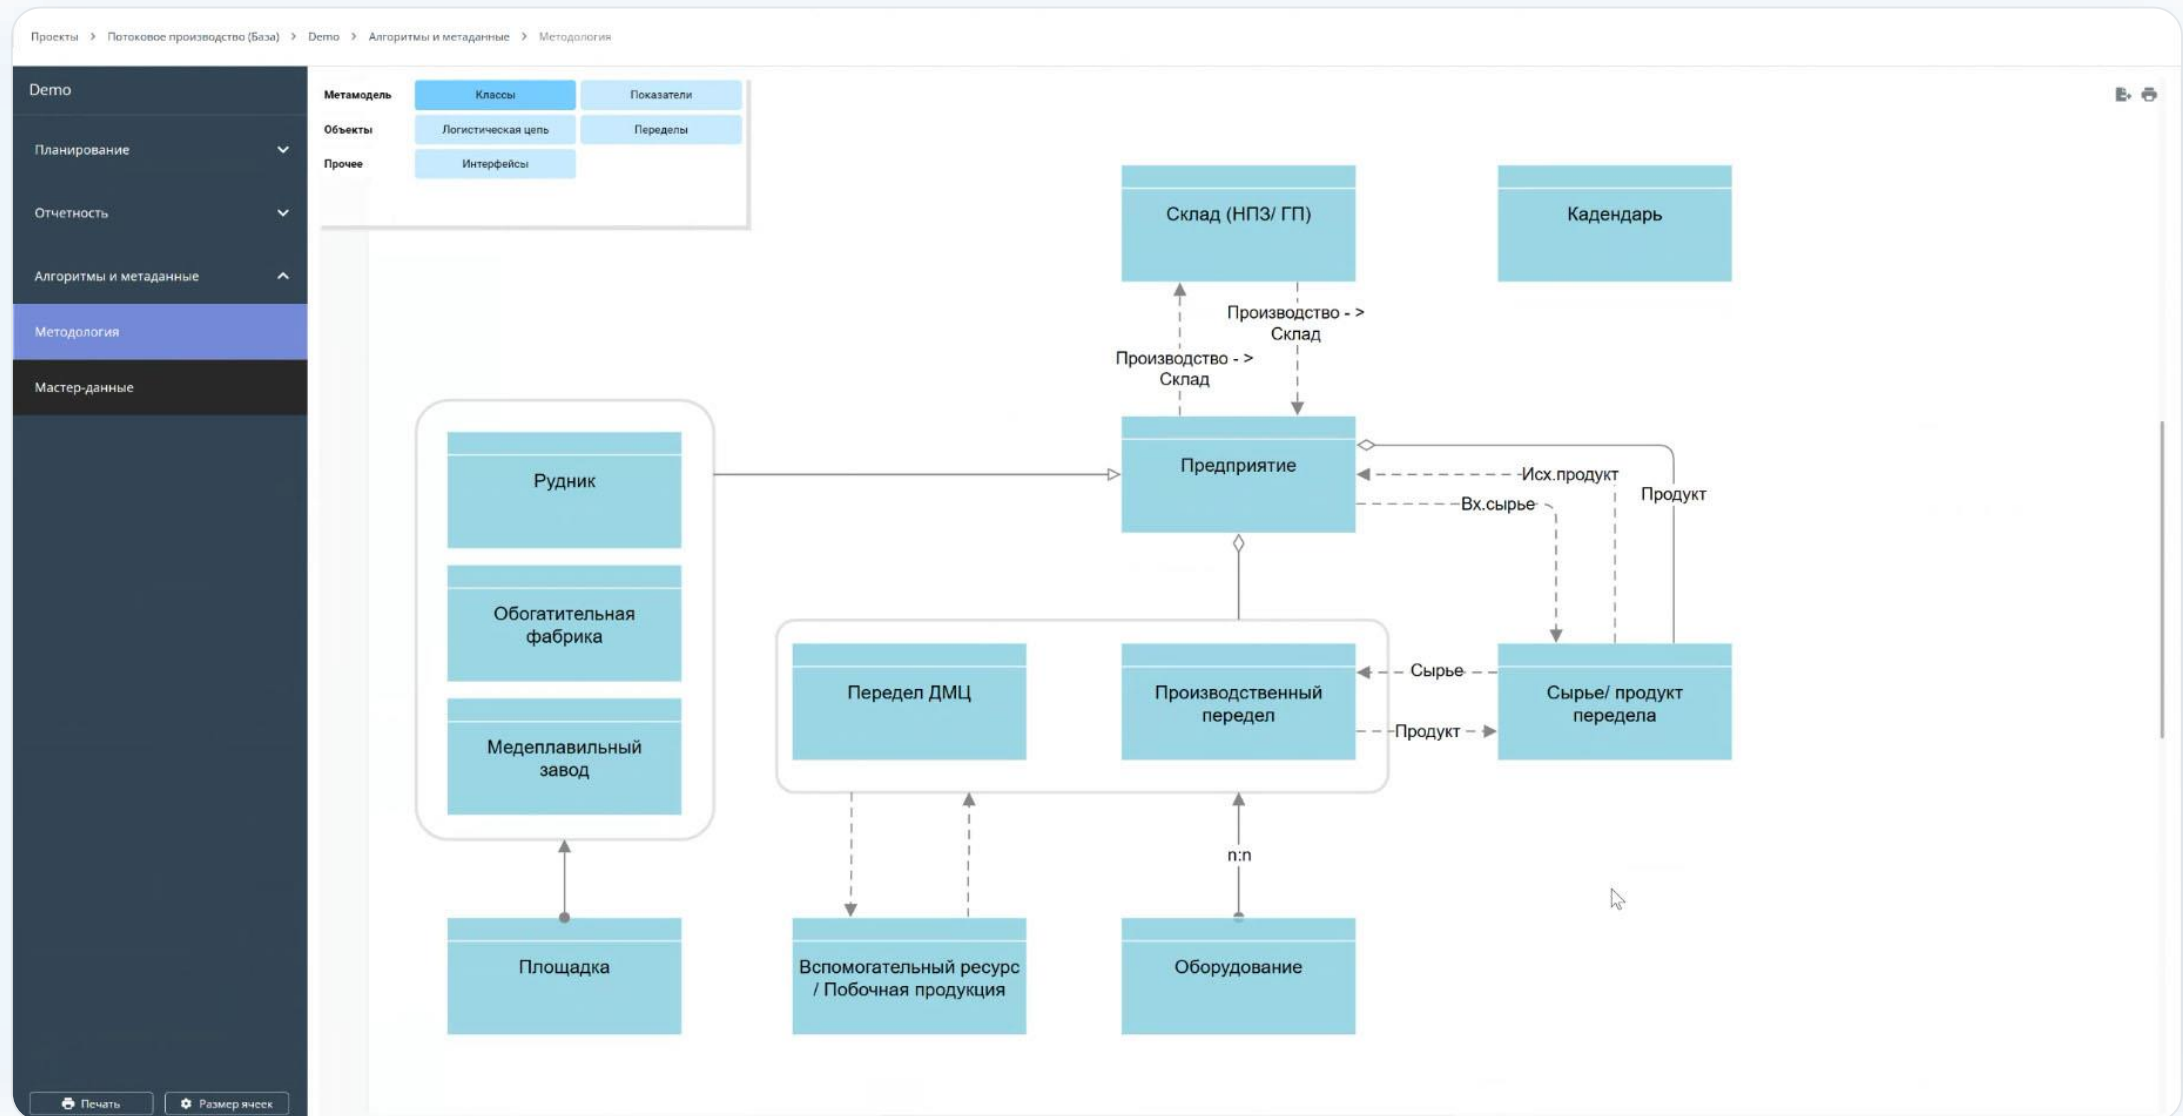 Проекты > Потоковое производство (База) > Demo > Алгоритмы и метаданные > Методология
Demo
Планирование
Отчетность
Алгоритмы и метаданные
Методология
Мастер-данные
Печать
Размер ячеек
Метамодель
Классы
Показатели
Объекты
Логистическая цепь
Переделы
Прочее
Интерфейсы
Склад (НПЗ/ ГП)
Кадендарь
Производство - >
Склад
Производство - >
Склад
Рудник
Предприятие
Исх.продукт
Продукт
Вх.сырье
Обогатительная
фабрика
Медеплавильный
завод
Передел ДМЦ
Производственный
передел
Сырье
Продукт
Сырье/ продукт
передела
n:n
Площадка
Вспомогательный ресурс
/ Побочная продукция
Оборудование